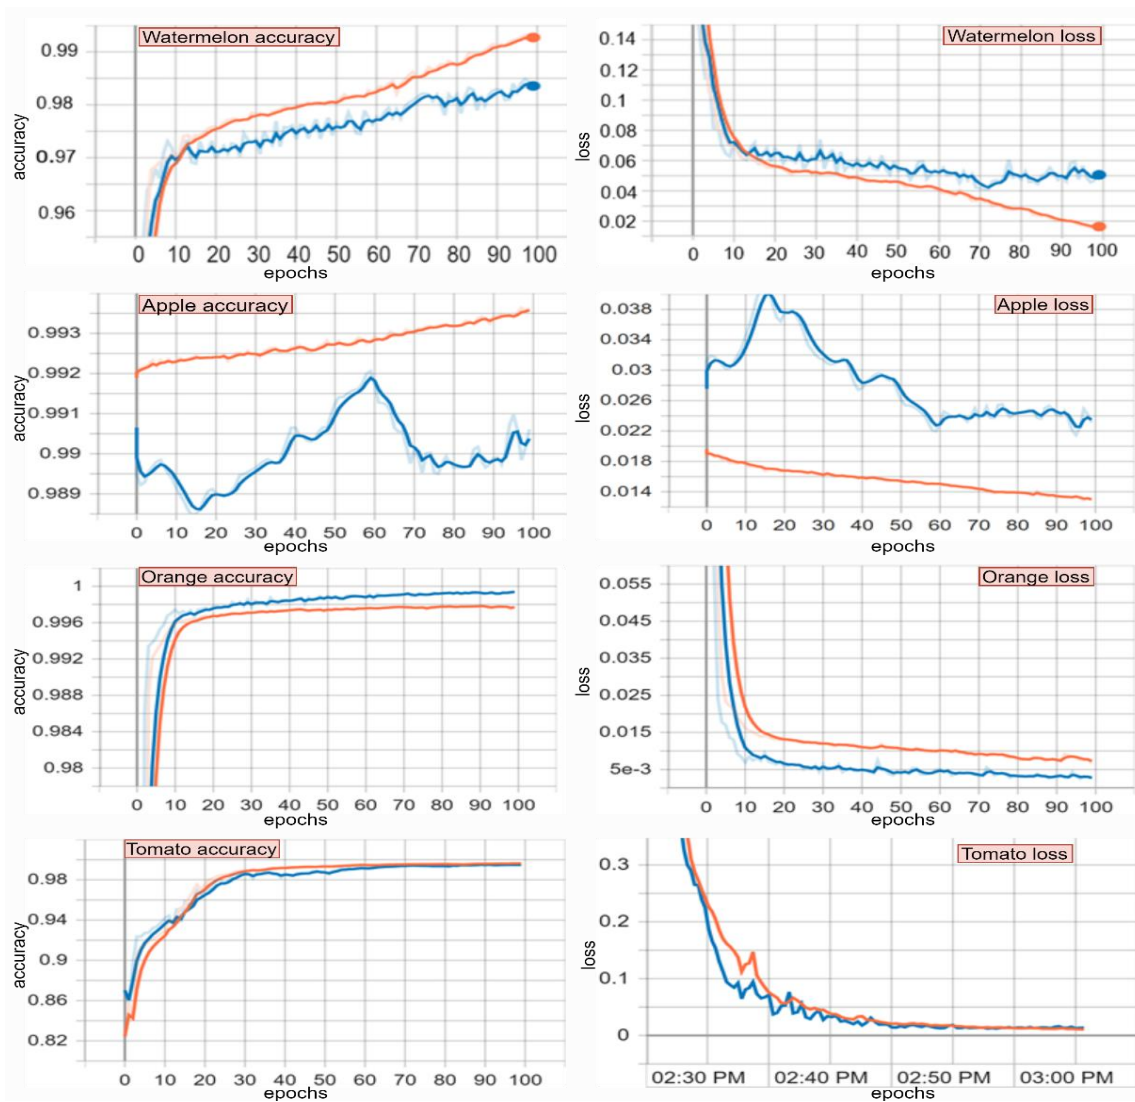 Watermelon accuracy
0.99
0.98
0.97
0.96
accuracy
0 10 20 30 40 50 60 70 80 90 100
epochs
Watermelon loss
0.14
0.12
0.1
0.08
0.06
0.04
0.02
loss
0 10 20 30 40 50 60 70 80 90 100
epochs
Apple accuracy
0.993
0.992
0.991
0.99
0.989
accuracy
0 10 20 30 40 50 60 70 80 90 100
epochs
Apple loss
0.038
0.034
0.03
0.026
0.022
0.018
0.014
loss
0 10 20 30 40 50 60 70 80 90 100
epochs
Orange accuracy
1
0.996
0.992
0.988
0.984
0.98
accuracy
0 10 20 30 40 50 60 70 80 90 100
epochs
Orange loss
0.055
0.045
0.035
0.025
0.015
5e-3
loss
0 10 20 30 40 50 60 70 80 90 100
epochs
Tomato accuracy
0.98
0.94
0.9
0.86
0.82
accuracy
0 10 20 30 40 50 60 70 80 90 100
epochs
Tomato loss
0.3
0.2
0.1
0
loss
02:30 PM 02:40 PM 02:50 PM 03:00 PM
epochs